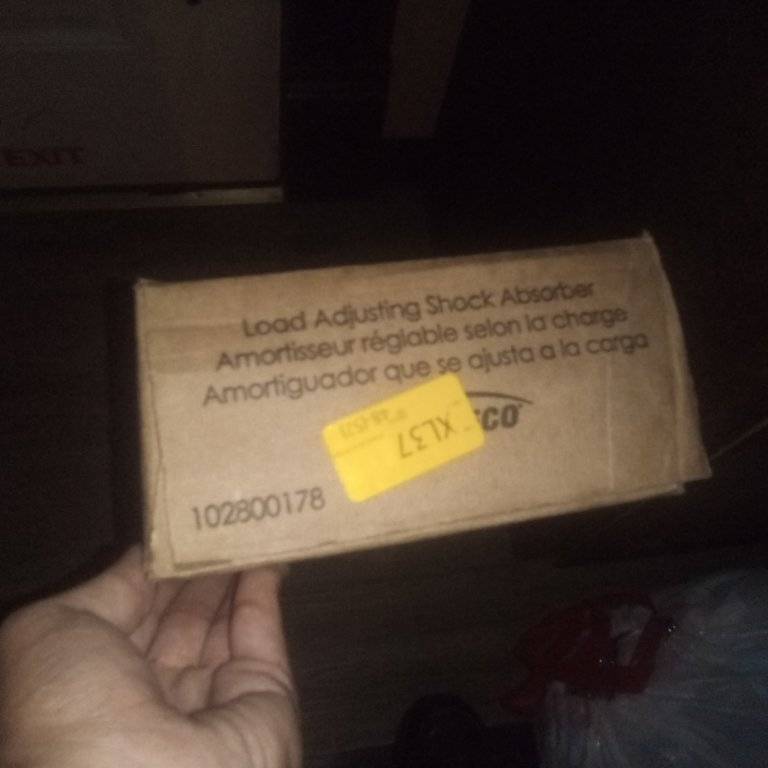 EXIT
Load Adjusting Shock Absorber
Amortisseur réglable selon la charge
Amortiguador que se ajusta a la carga
XL37
102800178